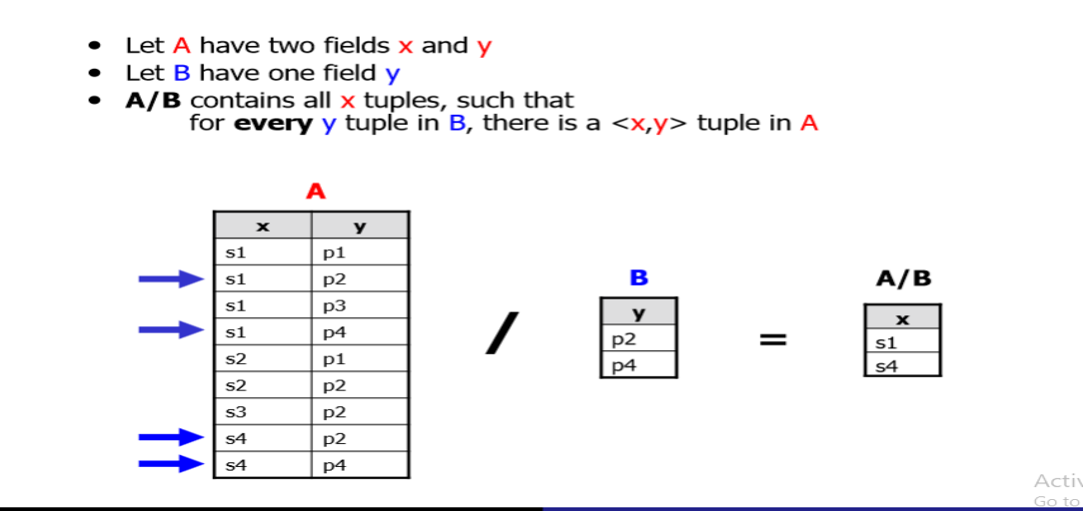 • Let A have two fields x and y
• Let B have one field y
• A/B contains all x tuples, such that
for every y tuple in B, there is a <x,y> tuple in A
A
x y
s1 p1
s1 p2
s1 p3
s1 p4
s2 p1
s2 p2
s3 p2
s4 p2
s4 p4
/
B
y
p2
p4
=
A/B
x
s1
s4
Go to